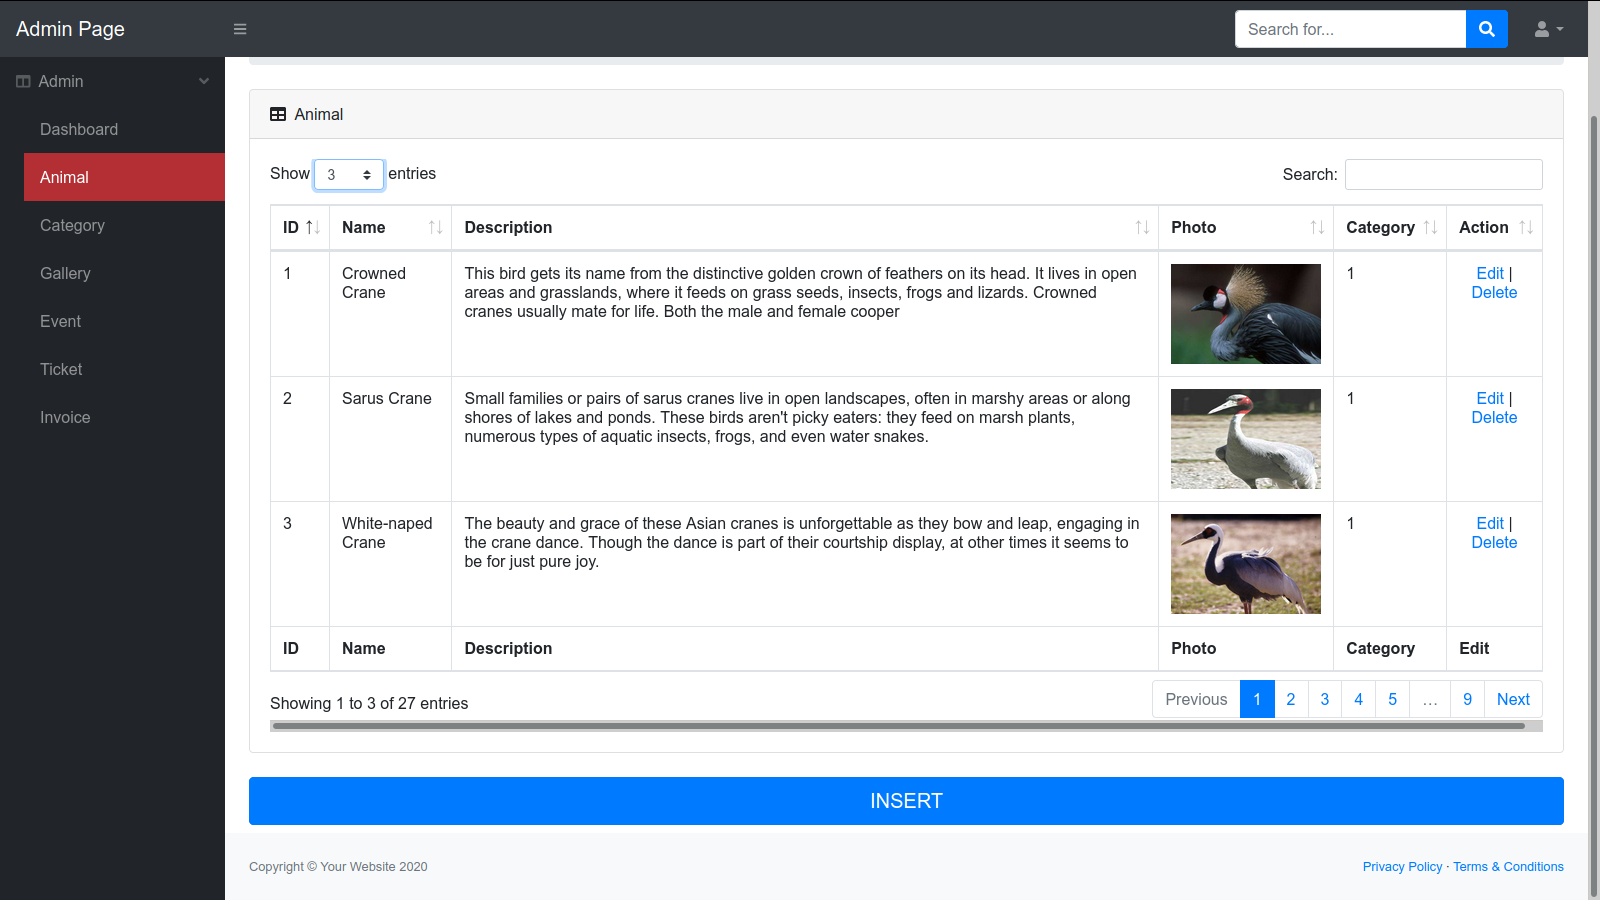 Admin Page
Search for...
Admin
Dashboard
Animal
Category
Gallery
Event
Ticket
Invoice
Animal
Show 3 entries
Search:
ID Name Description Photo Category Action
1 Crowned Crane This bird gets its name from the distinctive golden crown of feathers on its head. It lives in open
areas and grasslands, where it feeds on grass seeds, insects, frogs and lizards. Crowned
cranes usually mate for life. Both the male and female cooper
1
Edit |
Delete
2 Sarus Crane Small families or pairs of sarus cranes live in open landscapes, often in marshy areas or along
shores of lakes and ponds. These birds aren't picky eaters: they feed on marsh plants,
numerous types of aquatic insects, frogs, and even water snakes.
1
Edit |
Delete
3 White-naped Crane The beauty and grace of these Asian cranes is unforgettable as they bow and leap, engaging in
the crane dance. Though the dance is part of their courtship display, at other times it seems to
be for just pure joy.
1
Edit |
Delete
ID Name Description Photo Category Edit
Showing 1 to 3 of 27 entries
Previous 1 2 3 4 5 … 9 Next
INSERT
Copyright © Your Website 2020
Privacy Policy · Terms & Conditions